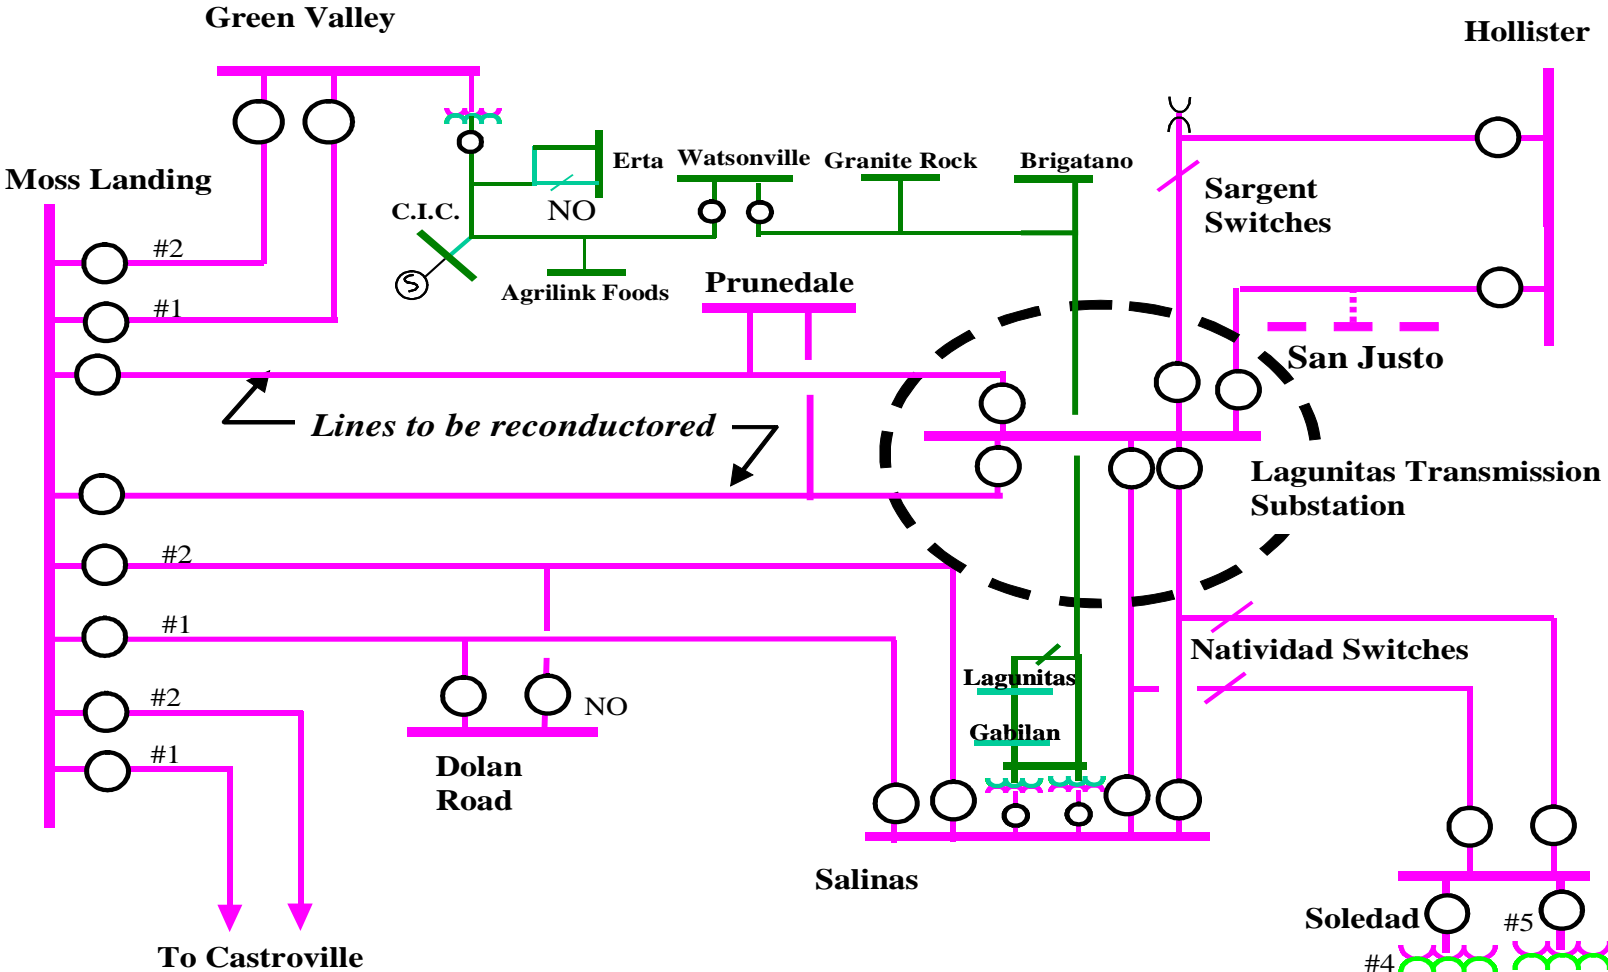 Green Valley
Hollister
Moss Landing
Erta
Watsonville
Granite Rock
Brigatano
C.I.C.
NO
Sargent
Switches
#2
Agrilink Foods
Prunedale
#1
San Justo
Lines to be reconductored
Lagunitas Transmission
Substation
#2
#1
Natividad Switches
Lagunitas
#2
NO
Gabilan
#1
Dolan
Road
Salinas
Soledad
#5
To Castroville
#4
S